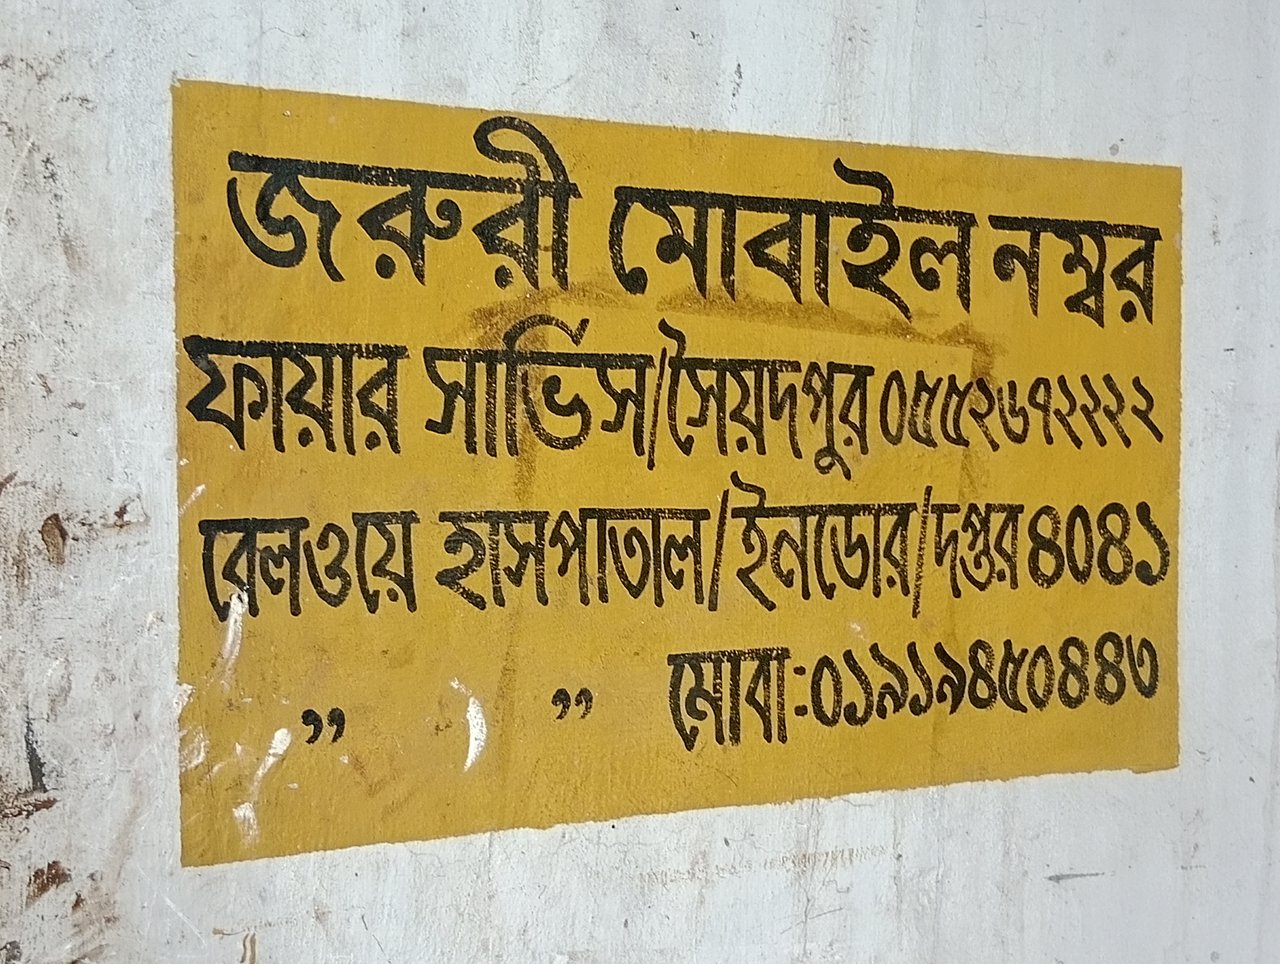 জরুরী মোবাইল নম্বর
ফায়ার সার্ভিস/সৈয়দপুর ০৫৫২৬৭২২২২
রেলওয়ে হাসপাতাল/ইনডোর/দপ্তর ৪০৪১
” ” মোবা:০১৯১৯৪৫০৪৪৩